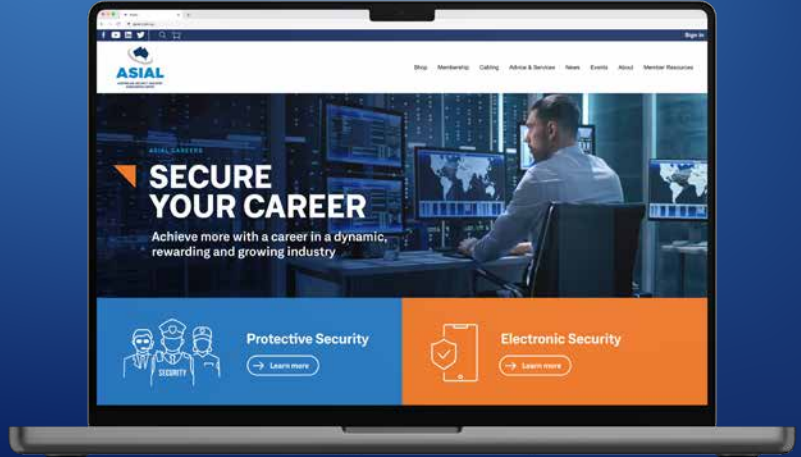 Sign in
ASIAL
Shop Membership Cabling Advice & Services News Events About Member Resources
ASIAL CAREERS
SECURE
YOUR CAREER
Achieve more with a career in a dynamic,
rewarding and growing industry
Protective Security
Learn more
SECURITY
Electronic Security
Learn more